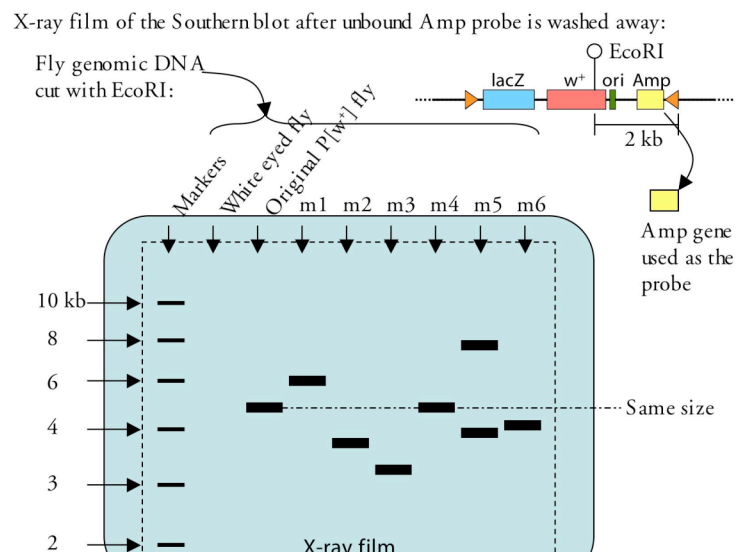 X-ray film of the Southern blot after unbound Amp probe is washed away:
Fly genomic DNA
cut with EcoRI:
EcoRI
lacZ
w+
ori
Amp
2 kb
Amp gene
used as the
probe
Markers
White eyed fly
Original P[w+] fly
m1
m2
m3
m4
m5
m6
10 kb
8
6
Same size
4
3
2
X-ray film